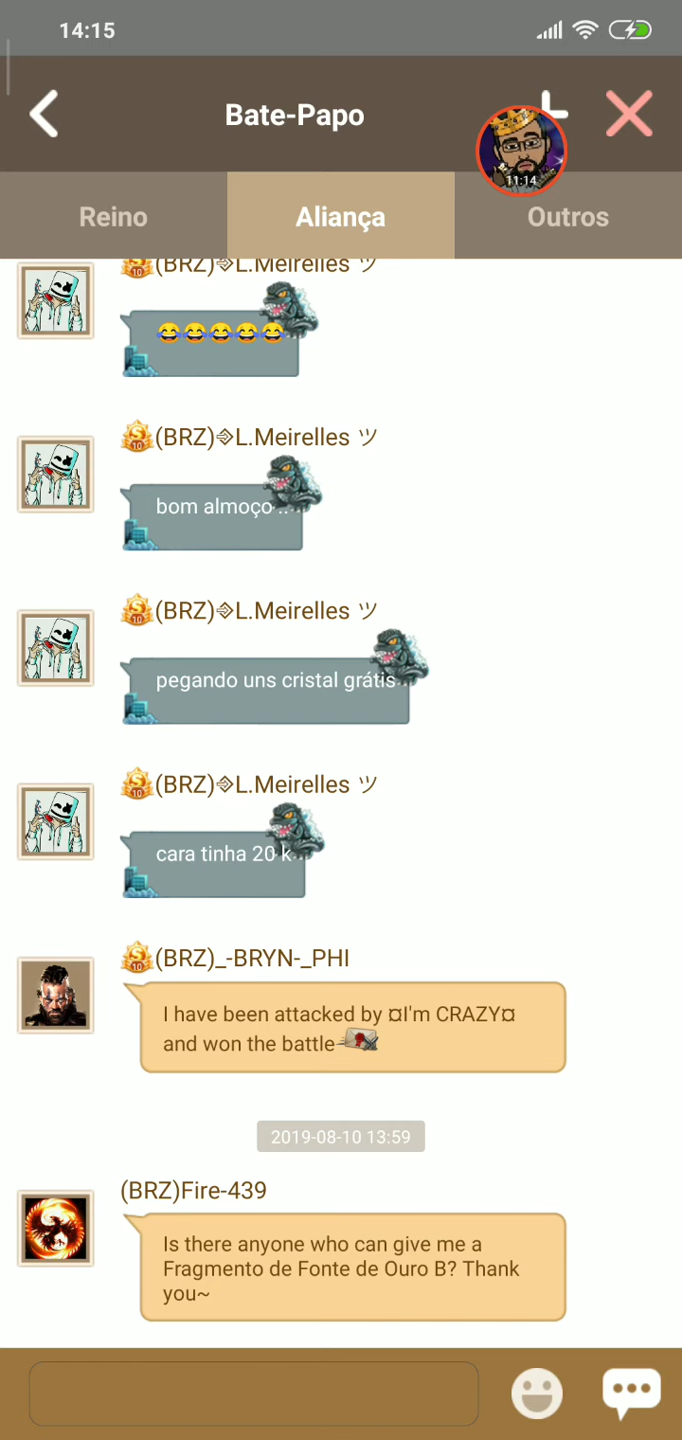 14:15
Bate-Papo
11:14
Reino
Aliança
Outros
(BRZ)⟐L.Meirelles ツ
😂😂😂😂😂
(BRZ)⟐L.Meirelles ツ
bom almoço ..
(BRZ)⟐L.Meirelles ツ
pegando uns cristal grátis
(BRZ)⟐L.Meirelles ツ
cara tinha 20 k
(BRZ)_-BRYN-_PHI
I have been attacked by ¤I'm CRAZY¤
and won the battle
2019-08-10 13:59
(BRZ)Fire-439
Is there anyone who can give me a
Fragmento de Fonte de Ouro B? Thank
you~